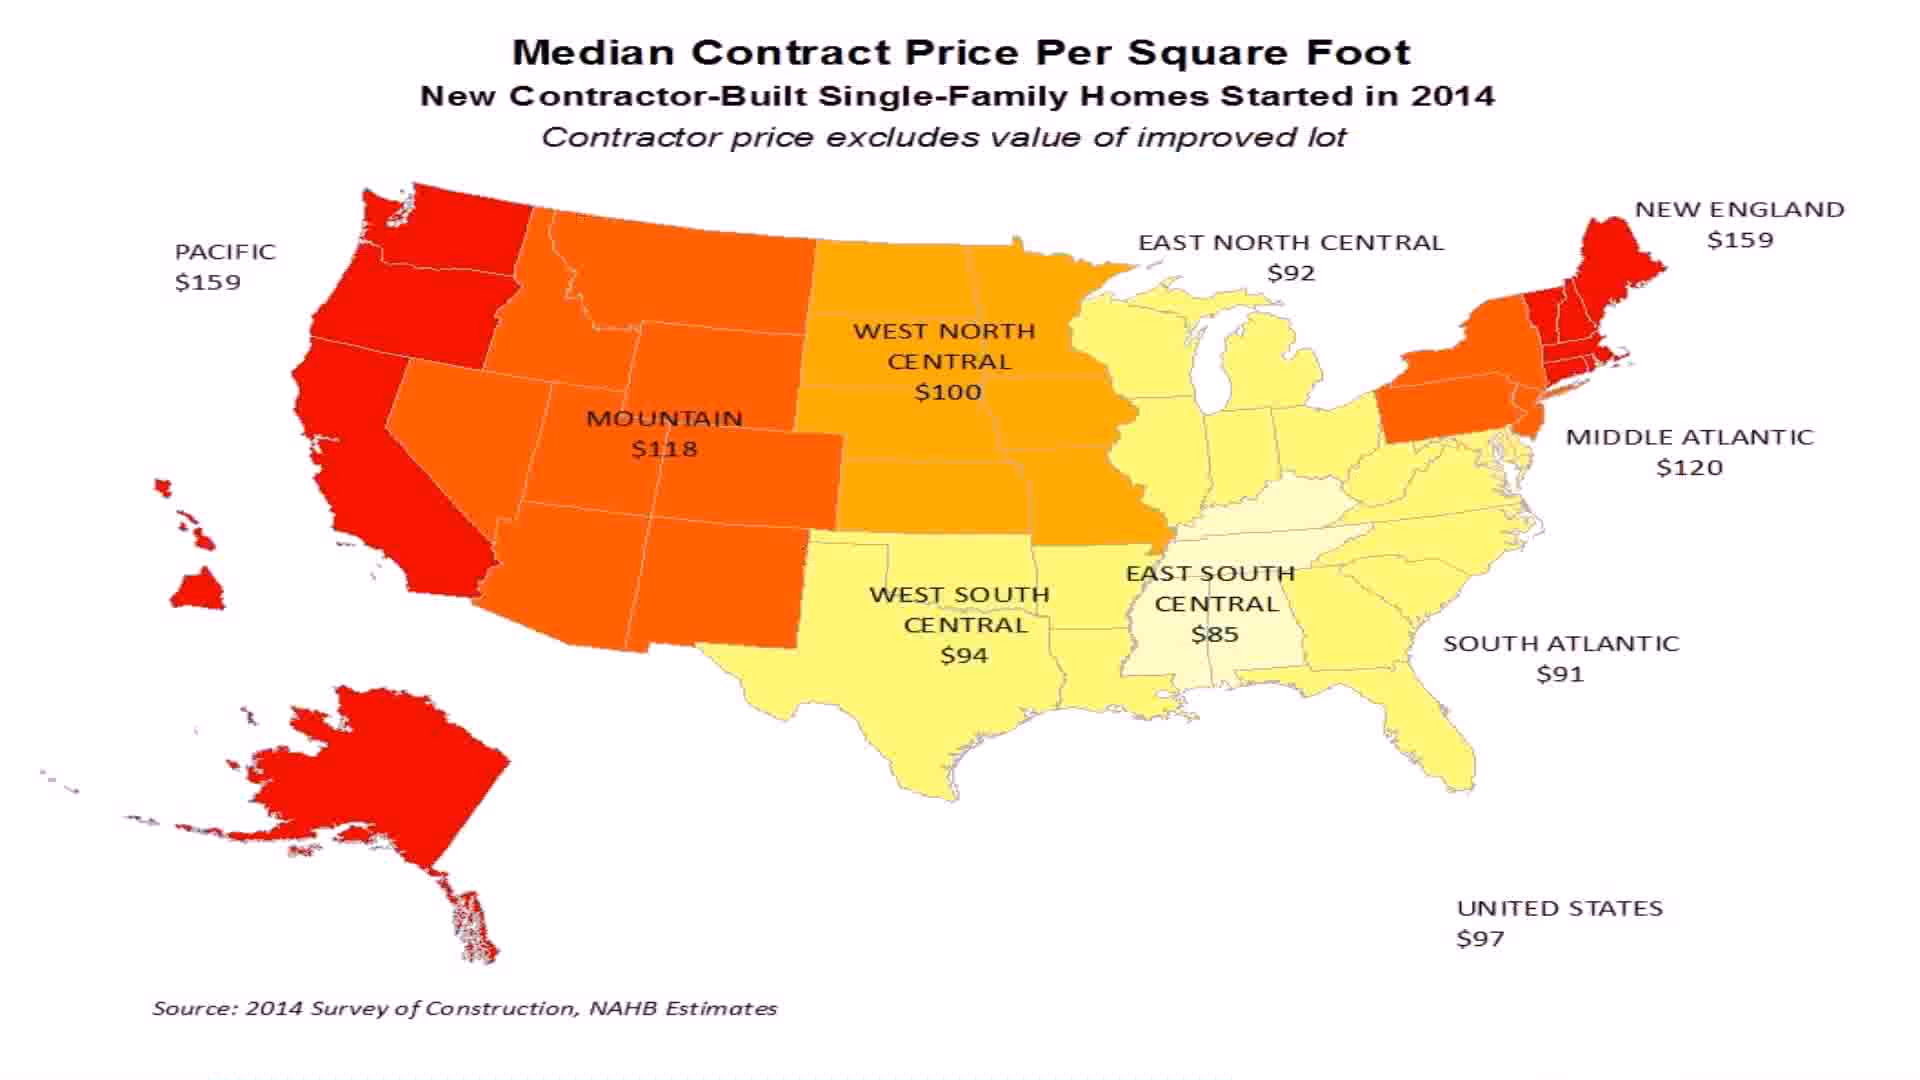 Median Contract Price Per Square Foot
New Contractor-Built Single-Family Homes Started in 2014
Contractor price excludes value of improved lot
PACIFIC
$159
NEW ENGLAND
$159
EAST NORTH CENTRAL
$92
WEST NORTH
CENTRAL
$100
MOUNTAIN
$118
MIDDLE ATLANTIC
$120
WEST SOUTH
CENTRAL
$94
EAST SOUTH
CENTRAL
$85
SOUTH ATLANTIC
$91
UNITED STATES
$97
Source: 2014 Survey of Construction, NAHB Estimates